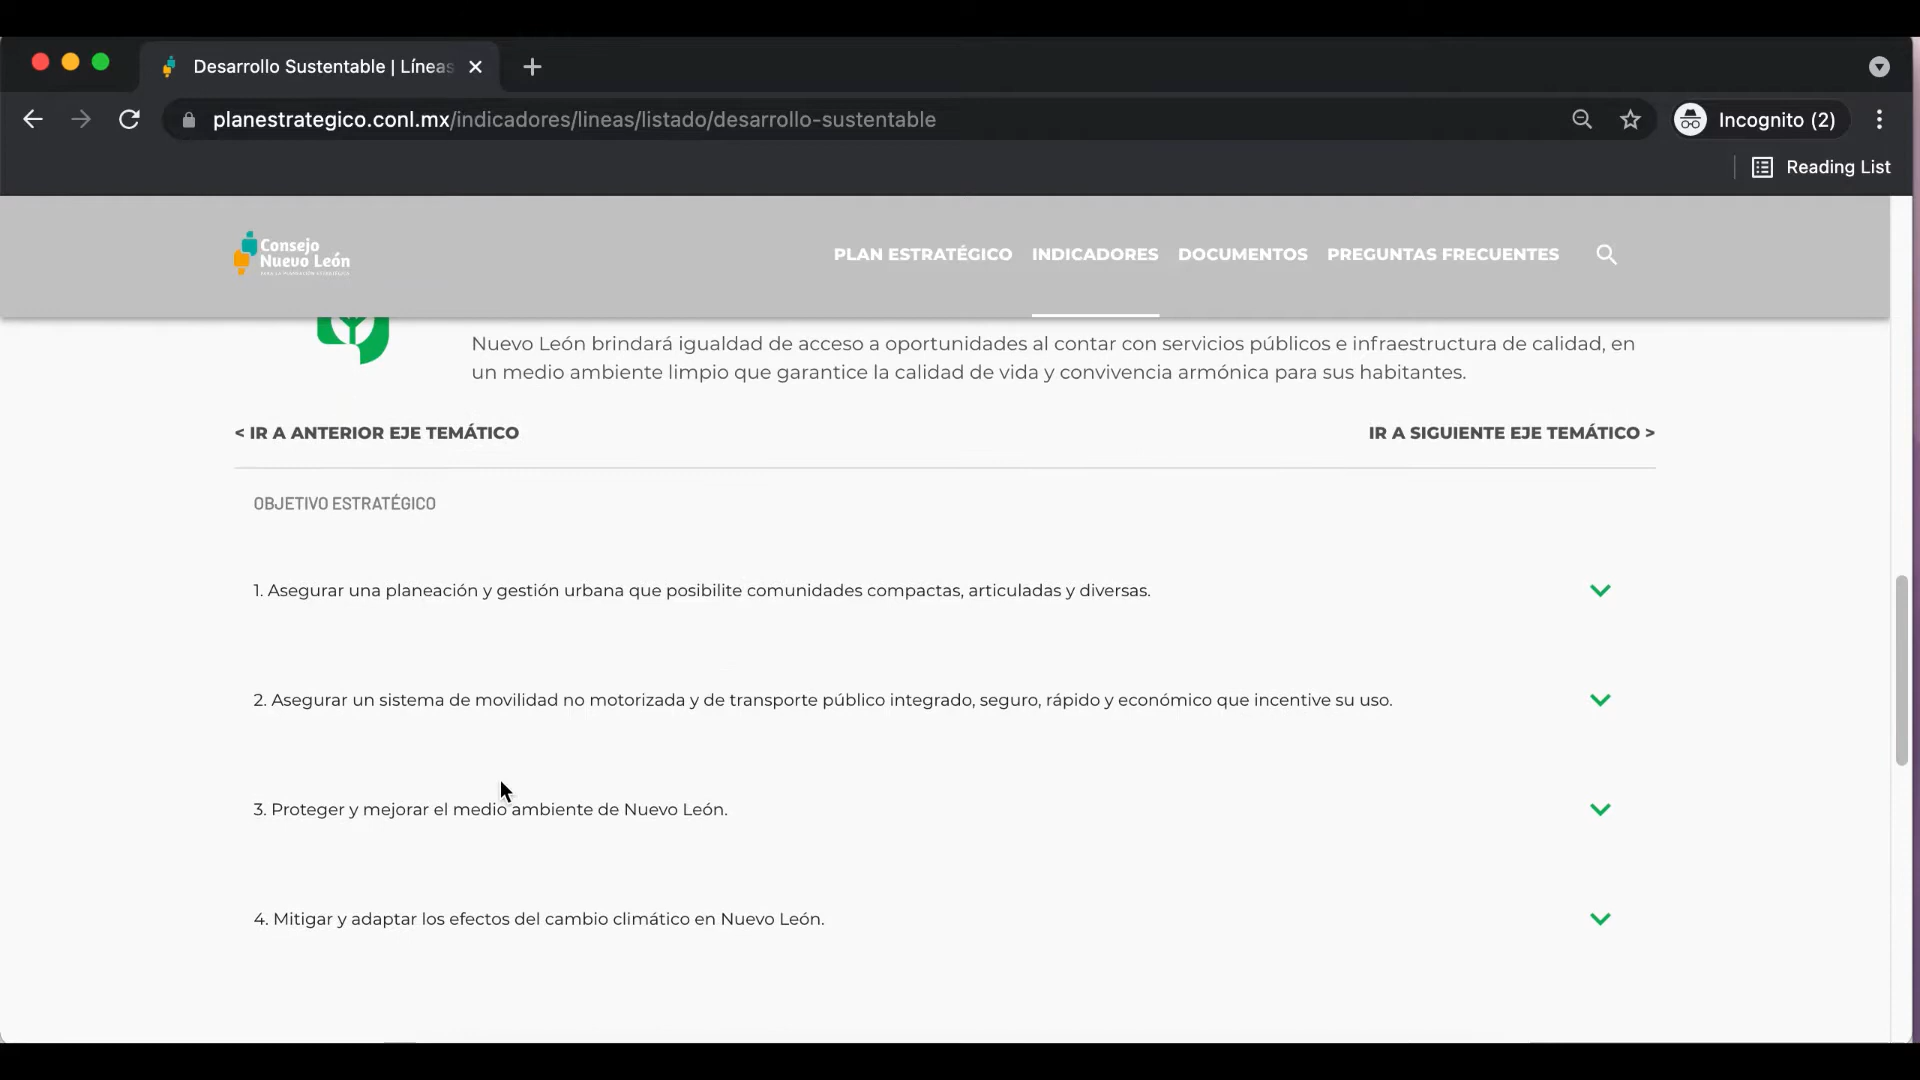 Desarrollo Sustentable | Líneas
planestrategico.conl.mx/indicadores/lineas/listado/desarrollo-sustentable
Incognito (2)
Reading List
Consejo
Nuevo León
PLAN ESTRATÉGICO INDICADORES DOCUMENTOS PREGUNTAS FRECUENTES
Nuevo León brindará igualdad de acceso a oportunidades al contar con servicios públicos e infraestructura de calidad, en
un medio ambiente limpio que garantice la calidad de vida y convivencia armónica para sus habitantes.
< IR A ANTERIOR EJE TEMÁTICO
IR A SIGUIENTE EJE TEMÁTICO >
OBJETIVO ESTRATÉGICO
1. Asegurar una planeación y gestión urbana que posibilite comunidades compactas, articuladas y diversas.
2. Asegurar un sistema de movilidad no motorizada y de transporte público integrado, seguro, rápido y económico que incentive su uso.
3. Proteger y mejorar el medio ambiente de Nuevo León.
4. Mitigar y adaptar los efectos del cambio climático en Nuevo León.